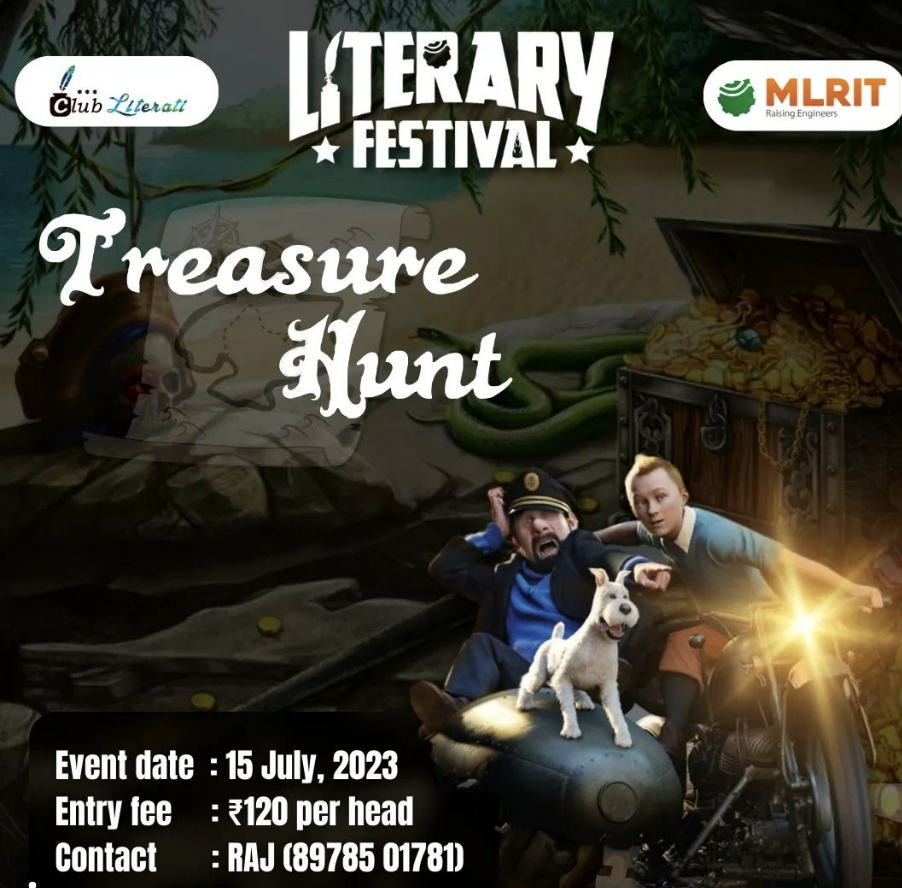 Club Literati
LITERARY
FESTIVAL
MLRIT
Raising Engineers
Treasure
Hunt
Event date : 15 July, 2023
Entry fee : ₹120 per head
Contact : RAJ (89785 01781)